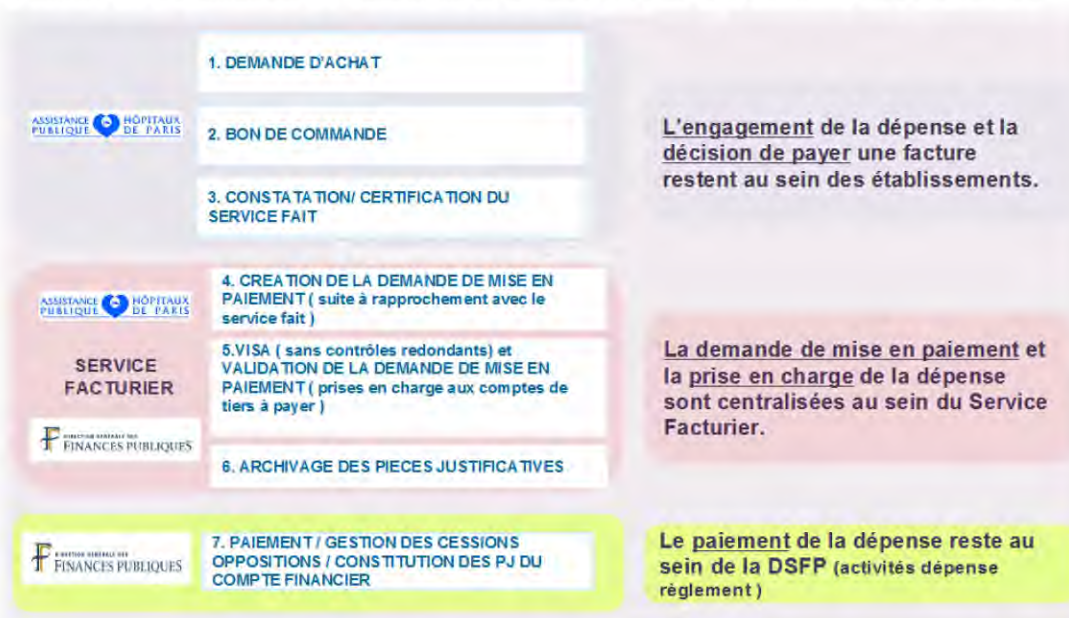 1. DEMANDE D'ACHAT
ASSISTANCE HÔPITAUX
PUBLIQUE DE PARIS
2. BON DE COMMANDE
3. CONSTATATION/ CERTIFICATION DU
SERVICE FAIT
L'engagement de la dépense et la
décision de payer une facture
restent au sein des établissements.
ASSISTANCE HÔPITAUX
PUBLIQUE DE PARIS
4. CREATION DE LA DEMANDE DE MISE EN
PAIEMENT ( suite à rapprochement avec le
service fait )
SERVICE
FACTURIER
5.VISA ( sans contrôles redondants) et
VALIDATION DE LA DEMANDE DE MISE EN
PAIEMENT ( prises en charge aux comptes de
tiers à payer )
DIRECTION GÉNÉRALE DES
FINANCES PUBLIQUES
6. ARCHIVAGE DES PIECES JUSTIFICATIVES
La demande de mise en paiement et
la prise en charge de la dépense
sont centralisées au sein du Service
Facturier.
DIRECTION GÉNÉRALE DES
FINANCES PUBLIQUES
7. PAIEMENT / GESTION DES CESSIONS
OPPOSITIONS / CONSTITUTION DES PJ DU
COMPTE FINANCIER
Le paiement de la dépense reste au
sein de la DSFP (activités dépense
règlement )